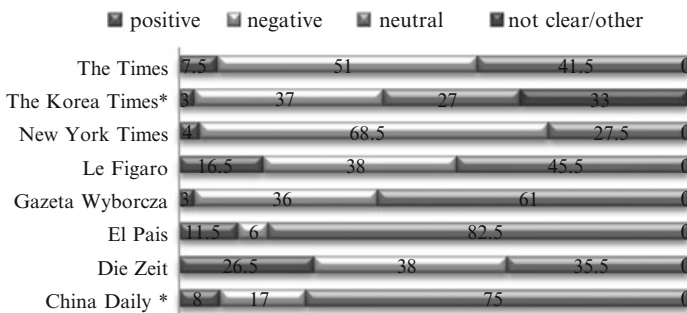 positive negative neutral not clear/other
The Times 7.5 51 41.5 0
The Korea Times* 3 37 27 33
New York Times 4 68.5 27.5 0
Le Figaro 16.5 38 45.5 0
Gazeta Wyborcza 3 36 61 0
El Pais 11.5 6 82.5 0
Die Zeit 26.5 38 35.5 0
China Daily * 8 17 75 0